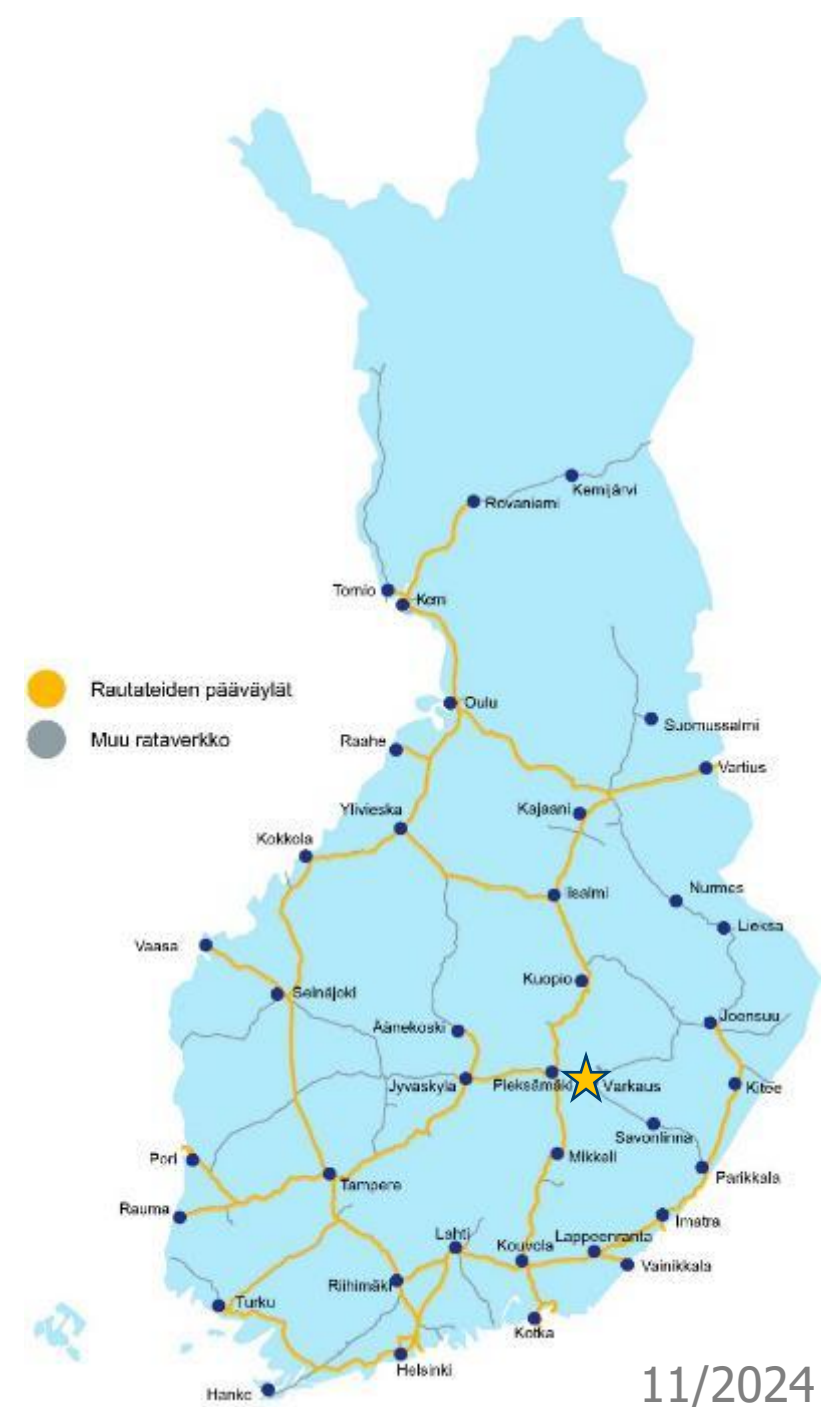 Kemijärvi
Rovaniemi
Tornio
Kem
Rautateiden pääväylät
Muu rataverkko
Oulu
Suomussalmi
Raahe
Vartius
Ylivieska
Kajaani
Kokkola
Iisalmi
Nurmes
Lieksa
Vaasa
Kuopio
Seinäjoki
Joensuu
Äänekoski
Jyvaskyla
Pieksämäki
Varkaus
Kitee
Savonlinna
Mikkeli
Pori
Parikkala
Tampere
Rauma
Imatra
Lahti
Kouvola
Lappeenranta
Vainikkala
Riihimäki
Turku
Kotka
Helsinki
Hanko
11/2024